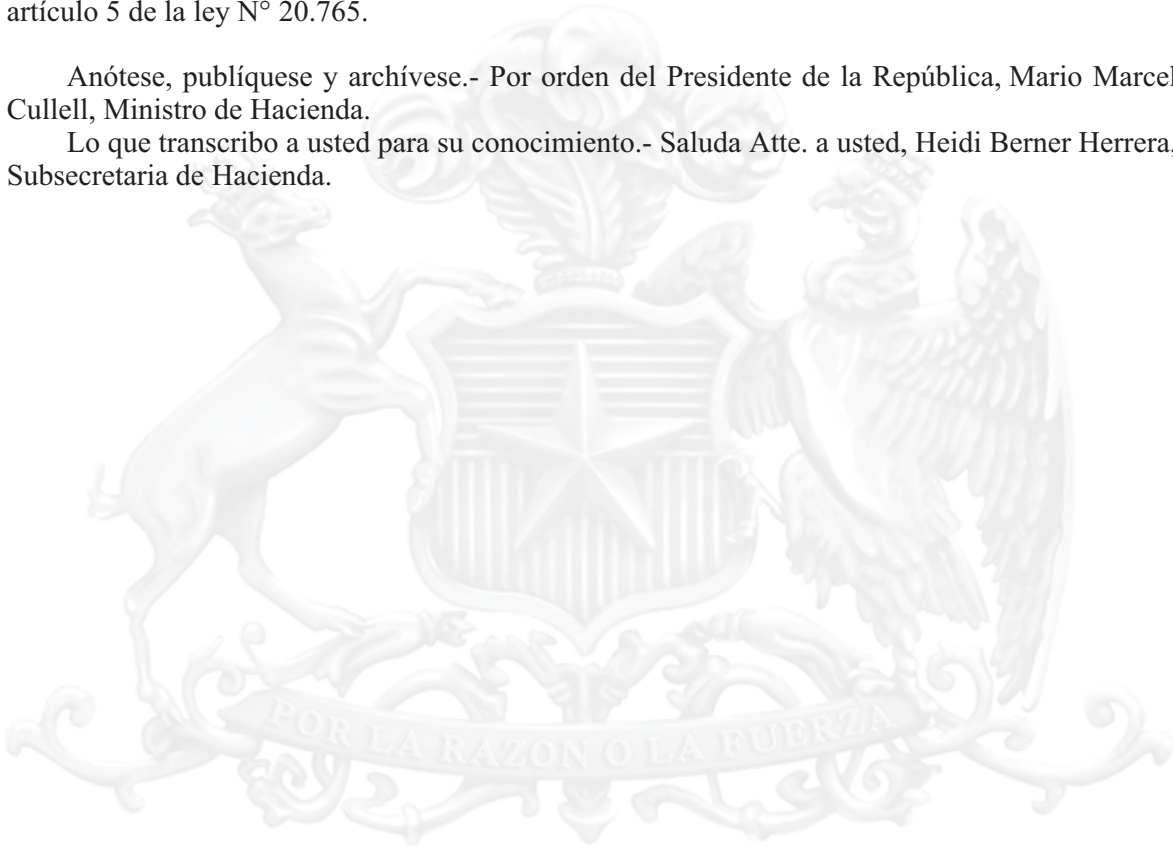 artículo 5 de la ley N° 20.765.
Anótese, publíquese y archívese.- Por orden del Presidente de la República, Mario Marcel
Cullell, Ministro de Hacienda.
Lo que transcribo a usted para su conocimiento.- Saluda Atte. a usted, Heidi Berner Herrera,
Subsecretaria de Hacienda.
POR LA RAZON O LA FUERZA